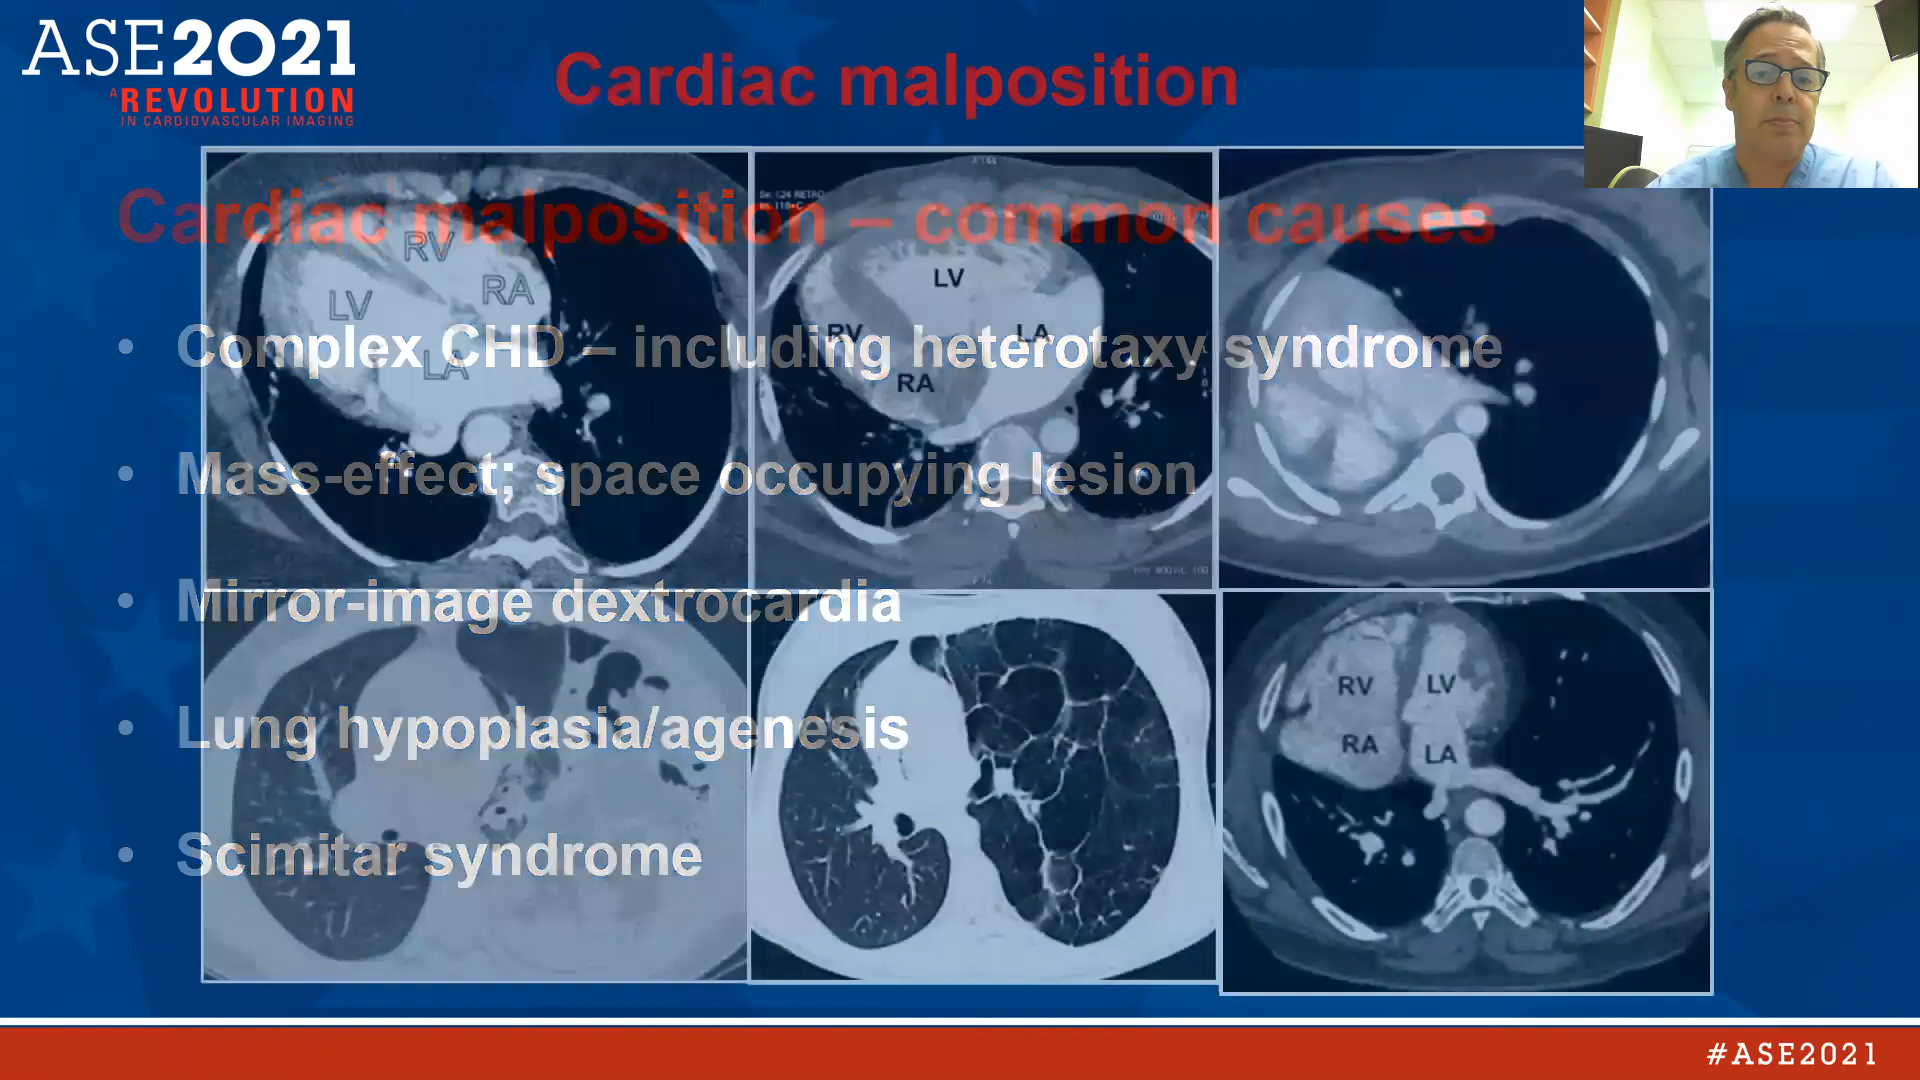 ASE2021
A REVOLUTION
IN CARDIOVASCULAR IMAGING
Cardiac malposition
Cardiac malposition – common causes
RV
RA
LV
LA
LV
RV
LA
RA
• Complex CHD – including heterotaxy syndrome
• Mass-effect; space occupying lesion
• Mirror-image dextrocardia
• Lung hypoplasia/agenesis
• Scimitar syndrome
RV
LV
RA
LA
#ASE2021